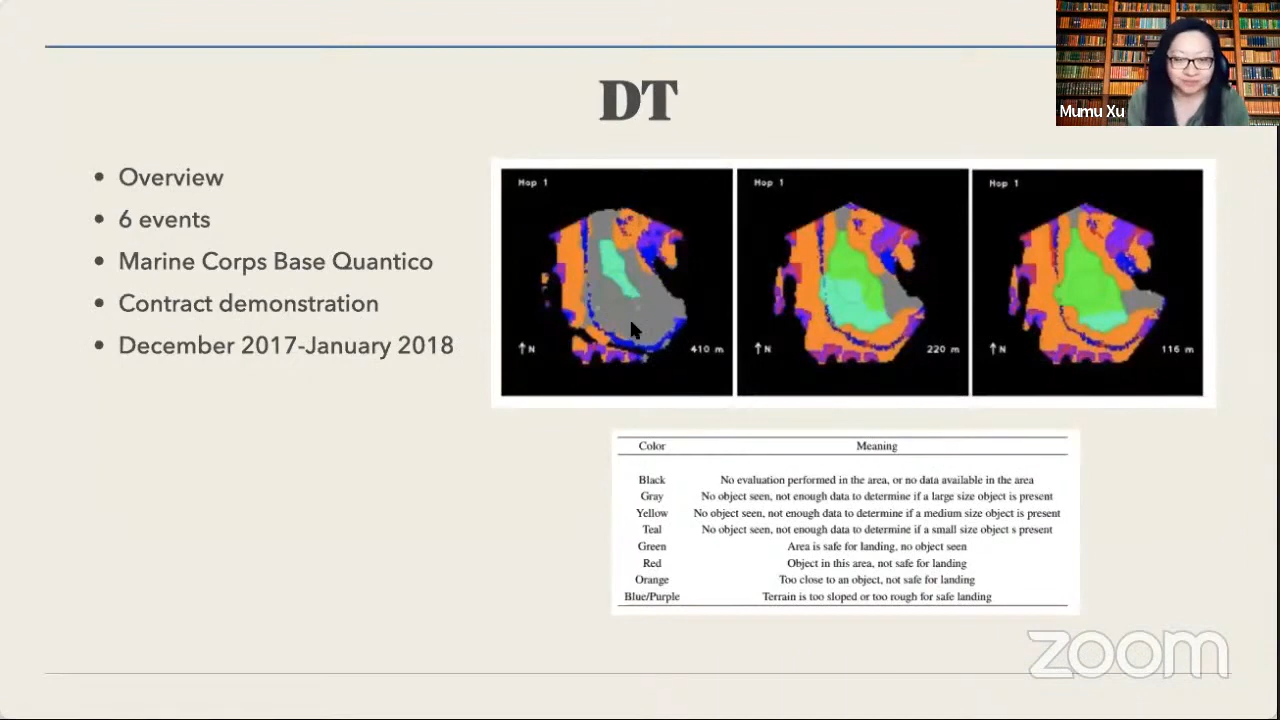 DT
Mumu Xu
• Overview
• 6 events
• Marine Corps Base Quantico
• Contract demonstration
• December 2017-January 2018
Map 1
N
410 m
Map 1
N
220 m
Map 1
N
116 m
Color Meaning
Black No evaluation performed in the area, or no data available in the area
Gray No object seen, not enough data to determine if a large size object is present
Yellow No object seen, not enough data to determine if a medium size object is present
Teal No object seen, not enough data to determine if a small size object s present
Green Area is safe for landing, no object seen
Red Object in this area, not safe for landing
Orange Too close to an object, not safe for landing
Blue/Purple Terrain is too sloped or too rough for safe landing
zoom